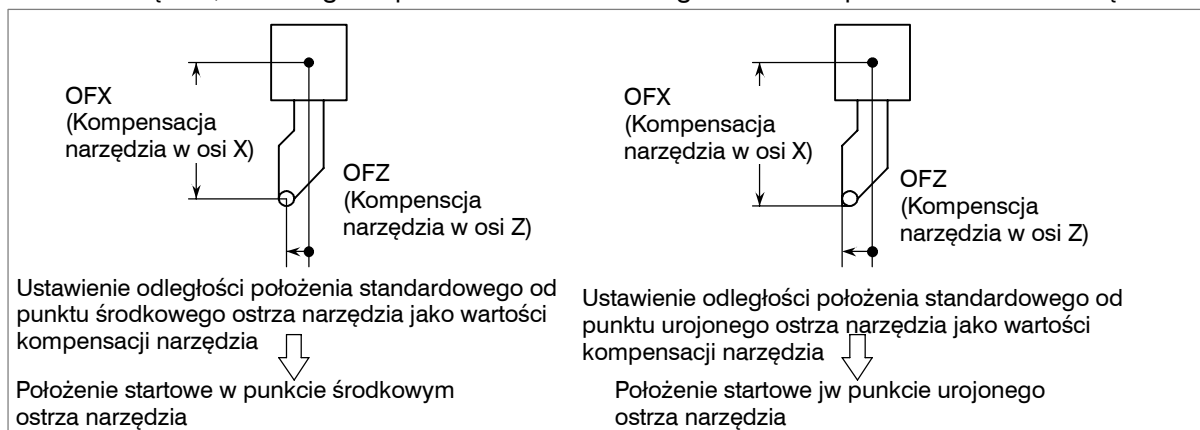 OFX
(Kompensacja
narzędzia w osi X)
OFZ
(Kompenscja
narzędzia w osi Z)
Ustawienie odległości położenia standardowego od
punktu środkowego ostrza narzędzia jako wartości
kompensacji narzędzia
Położenie startowe w punkcie środkowym
ostrza narzędzia
OFX
(Kompensacja
narzędzia w osi X)
OFZ
(Kompenscja
narzędzia w osi Z)
Ustawienie odległości położenia standardowego od
punktu urojonego ostrza narzędzia jako wartości
kompensacji narzędzia
Położenie startowe jw punkcie urojonego
ostrza narzędzia